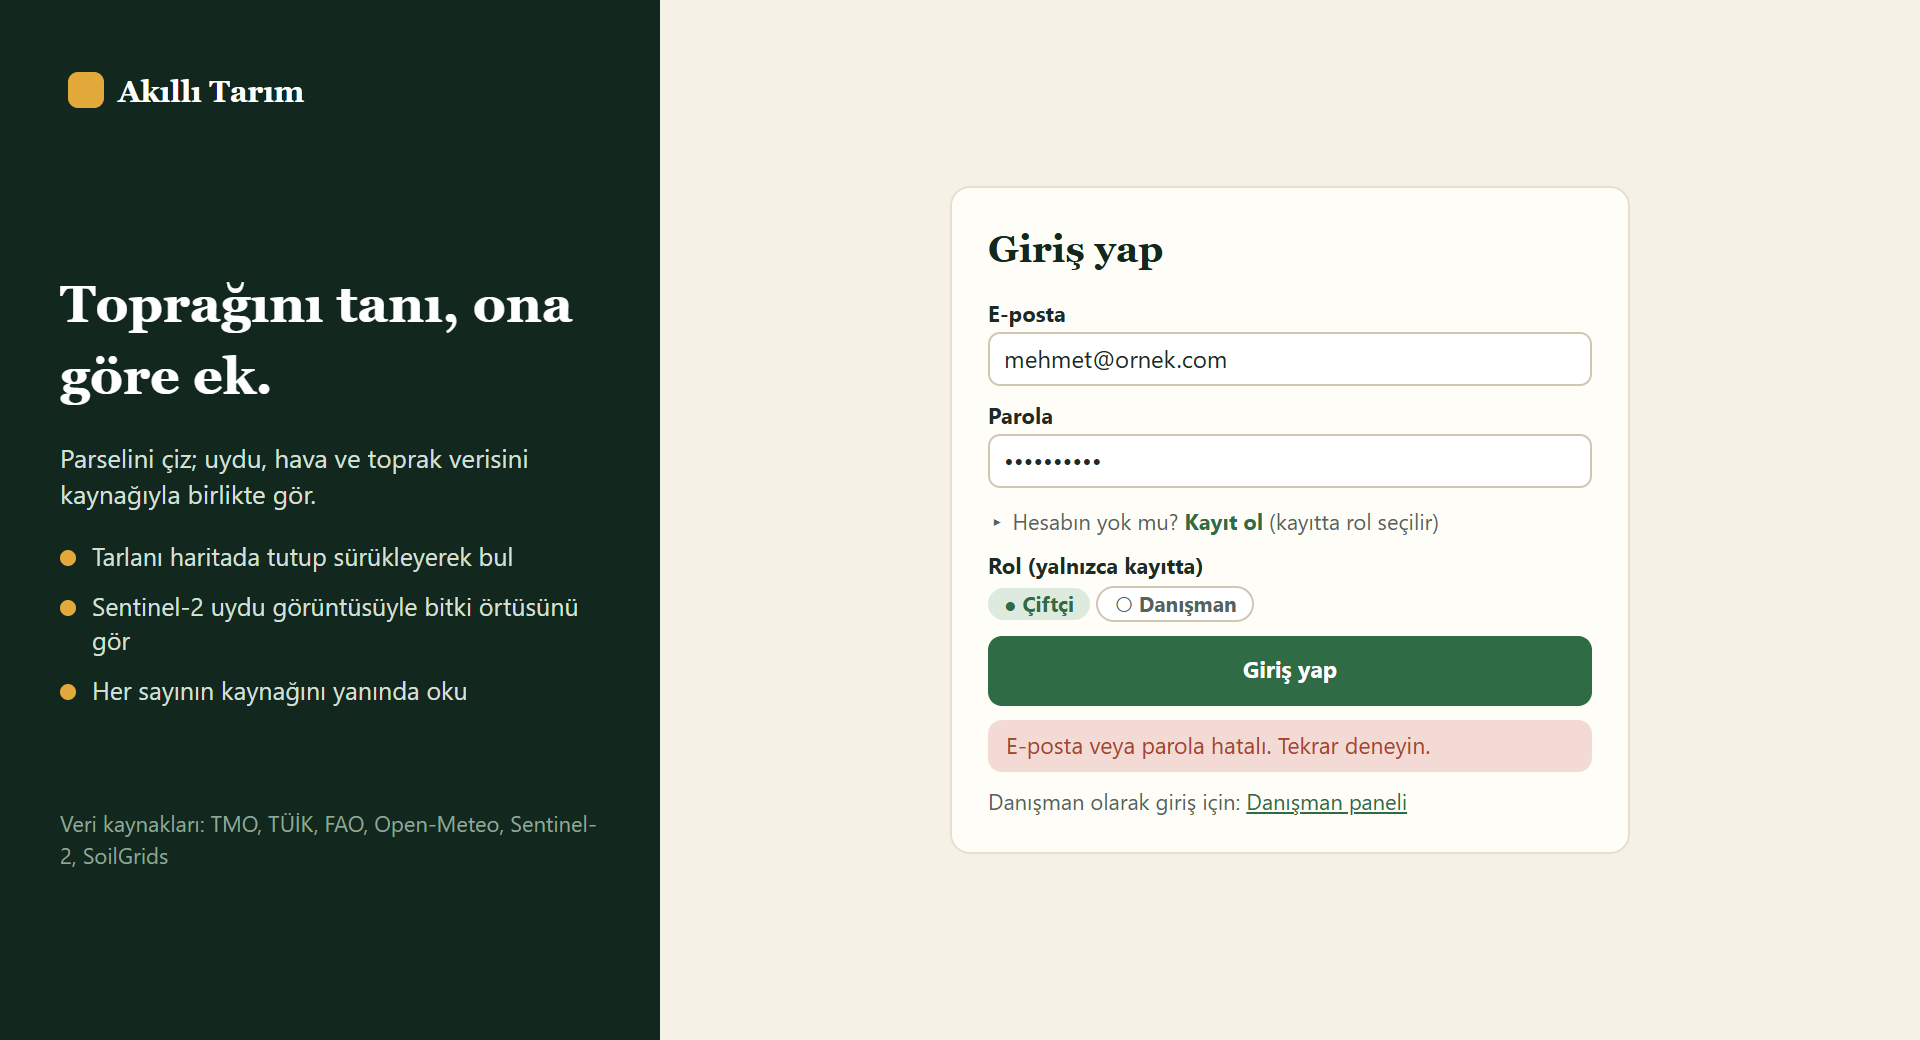 Akıllı Tarım
Toprağını tanı, ona
göre ek.
Parselini çiz; uydu, hava ve toprak verisini
kaynağıyla birlikte gör.
Tarlanı haritada tutup sürükleyerek bul
Sentinel-2 uydu görüntüsüyle bitki örtüsünü
gör
Her sayının kaynağını yanında oku
Veri kaynakları: TMO, TÜİK, FAO, Open-Meteo, Sentinel-
2, SoilGrids
Giriş yap
E-posta
mehmet@ornek.com
Parola
••••••••••
▸ Hesabın yok mu? Kayıt ol (kayıtta rol seçilir)
Rol (yalnızca kayıtta)
● Çiftçi ○ Danışman
Giriş yap
E-posta veya parola hatalı. Tekrar deneyin.
Danışman olarak giriş için: Danışman paneli